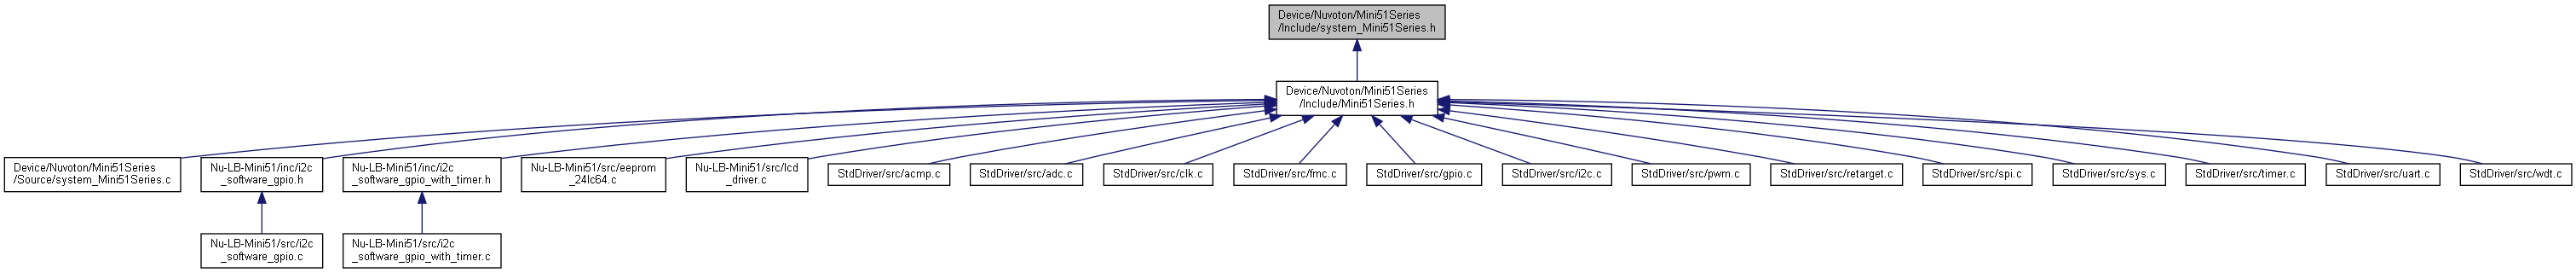 Device/Nuvoton/Mini51Series
/Include/system_Mini51Series.h
Device/Nuvoton/Mini51Series
/Include/Mini51Series.h
Device/Nuvoton/Mini51Series
/Source/system_Mini51Series.c
Nu-LB-Mini51/inc/i2c
_software_gpio.h
Nu-LB-Mini51/inc/i2c
_software_gpio_with_timer.h
Nu-LB-Mini51/src/eeprom
_24lc64.c
Nu-LB-Mini51/src/lcd
_driver.c
StdDriver/src/acmp.c
StdDriver/src/adc.c
StdDriver/src/clk.c
StdDriver/src/fmc.c
StdDriver/src/gpio.c
StdDriver/src/i2c.c
StdDriver/src/pwm.c
StdDriver/src/retarget.c
StdDriver/src/spi.c
StdDriver/src/sys.c
StdDriver/src/timer.c
StdDriver/src/uart.c
StdDriver/src/wdt.c
Nu-LB-Mini51/src/i2c
_software_gpio.c
Nu-LB-Mini51/src/i2c
_software_gpio_with_timer.c